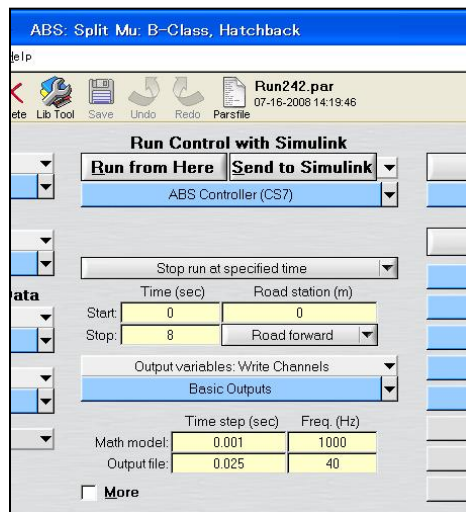 ABS: Split Mu: B-Class, Hatchback
Help
ete Lib Tool Save Undo Redo Parsfile
Run242.par
07-16-2008 14:19:46
Run Control with Simulink
Run from Here Send to Simulink
ABS Controller (CS7)
Stop run at specified time
Data
Time (sec) Road station (m)
Start: 0 0
Stop: 8 Road forward
Output variables: Write Channels
Basic Outputs
Time step (sec) Freq. (Hz)
Math model: 0.001 1000
Output file: 0.025 40
More